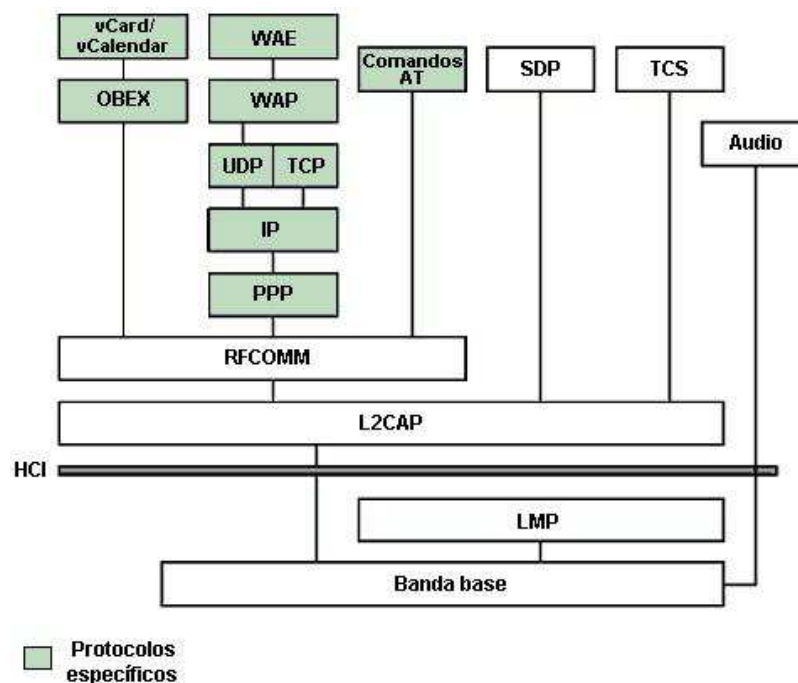 vCard/
vCalendar
WAE
Comandos
AT
SDP
TCS
OBEX
WAP
Audio
UDP
TCP
IP
PPP
RFCOMM
L2CAP
HCI
LMP
Banda base
Protocolos
específicos